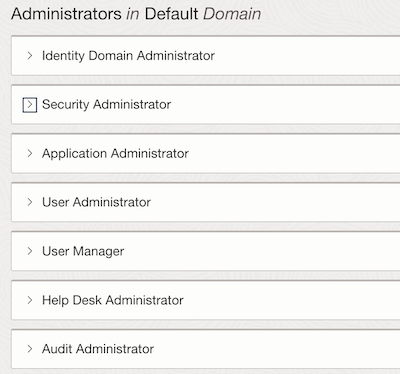 Administrators in Default Domain
Identity Domain Administrator
Security Administrator
Application Administrator
User Administrator
User Manager
Help Desk Administrator
Audit Administrator